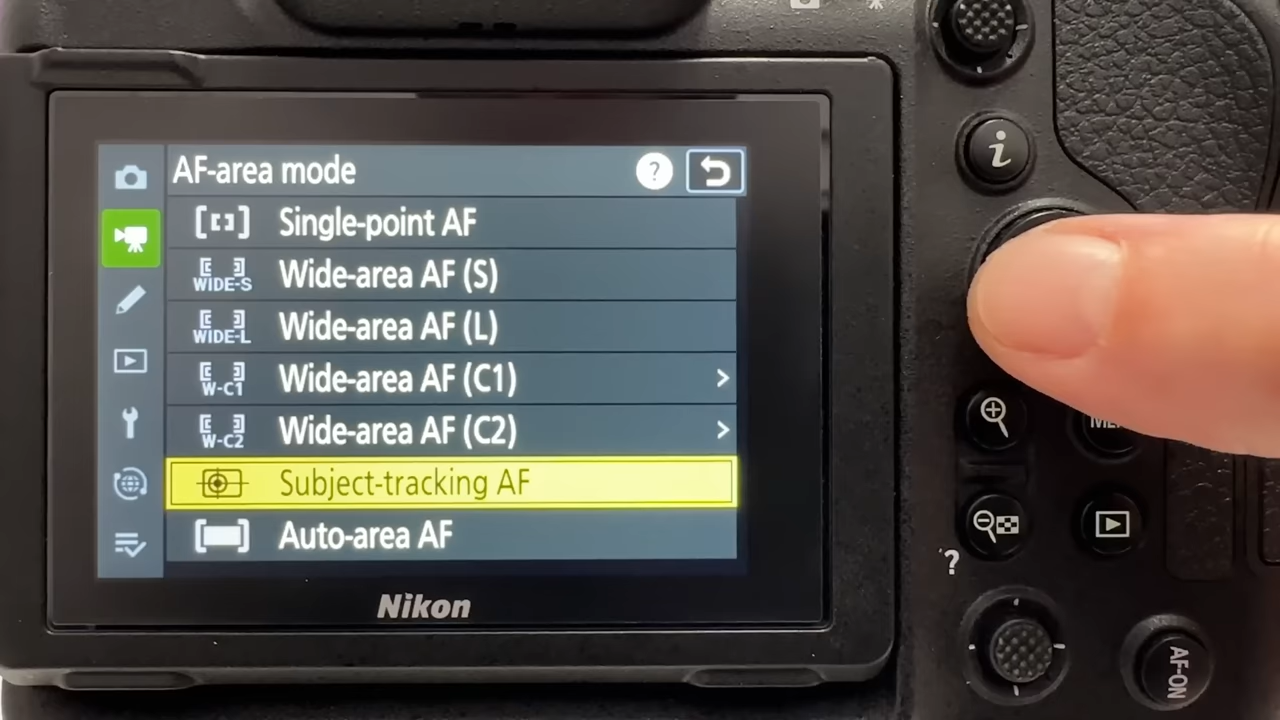 AF-area mode
?
Single-point AF
WIDE-S Wide-area AF (S)
WIDE-L Wide-area AF (L)
W-C1 Wide-area AF (C1) >
W-C2 Wide-area AF (C2) >
Subject-tracking AF
Auto-area AF
Nikon
i
?
AF-ON